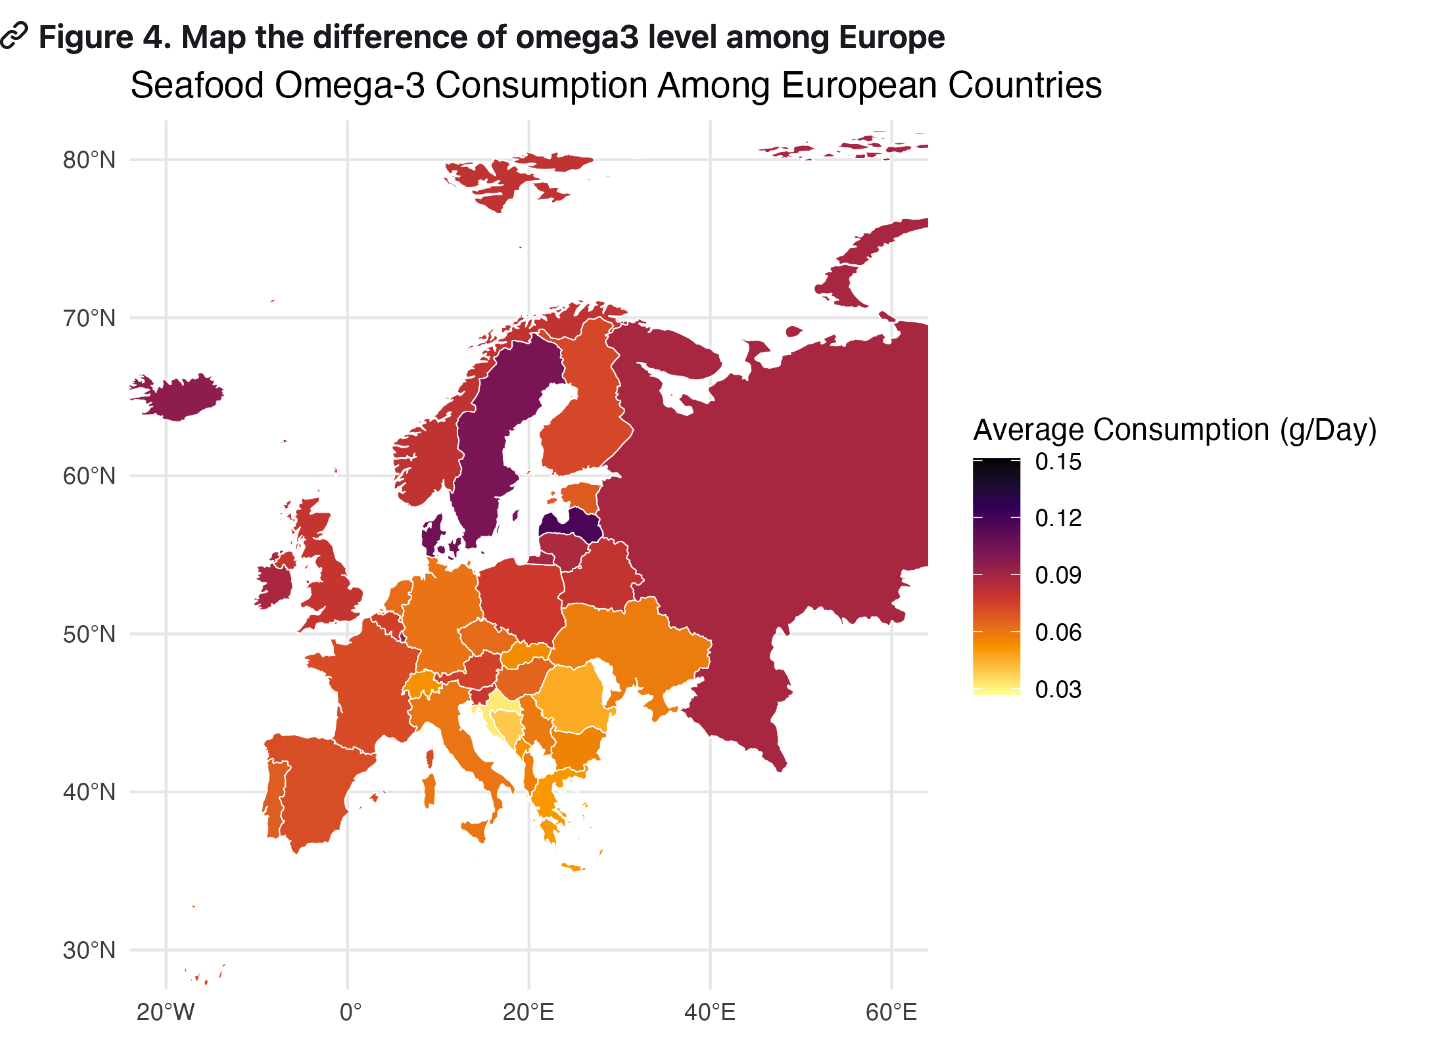 Figure 4. Map the difference of omega3 level among Europe
Seafood Omega-3 Consumption Among European Countries
80°N
70°N
60°N
50°N
40°N
30°N
20°W
0°
20°E
40°E
60°E
Average Consumption (g/Day)
0.15
0.12
0.09
0.06
0.03